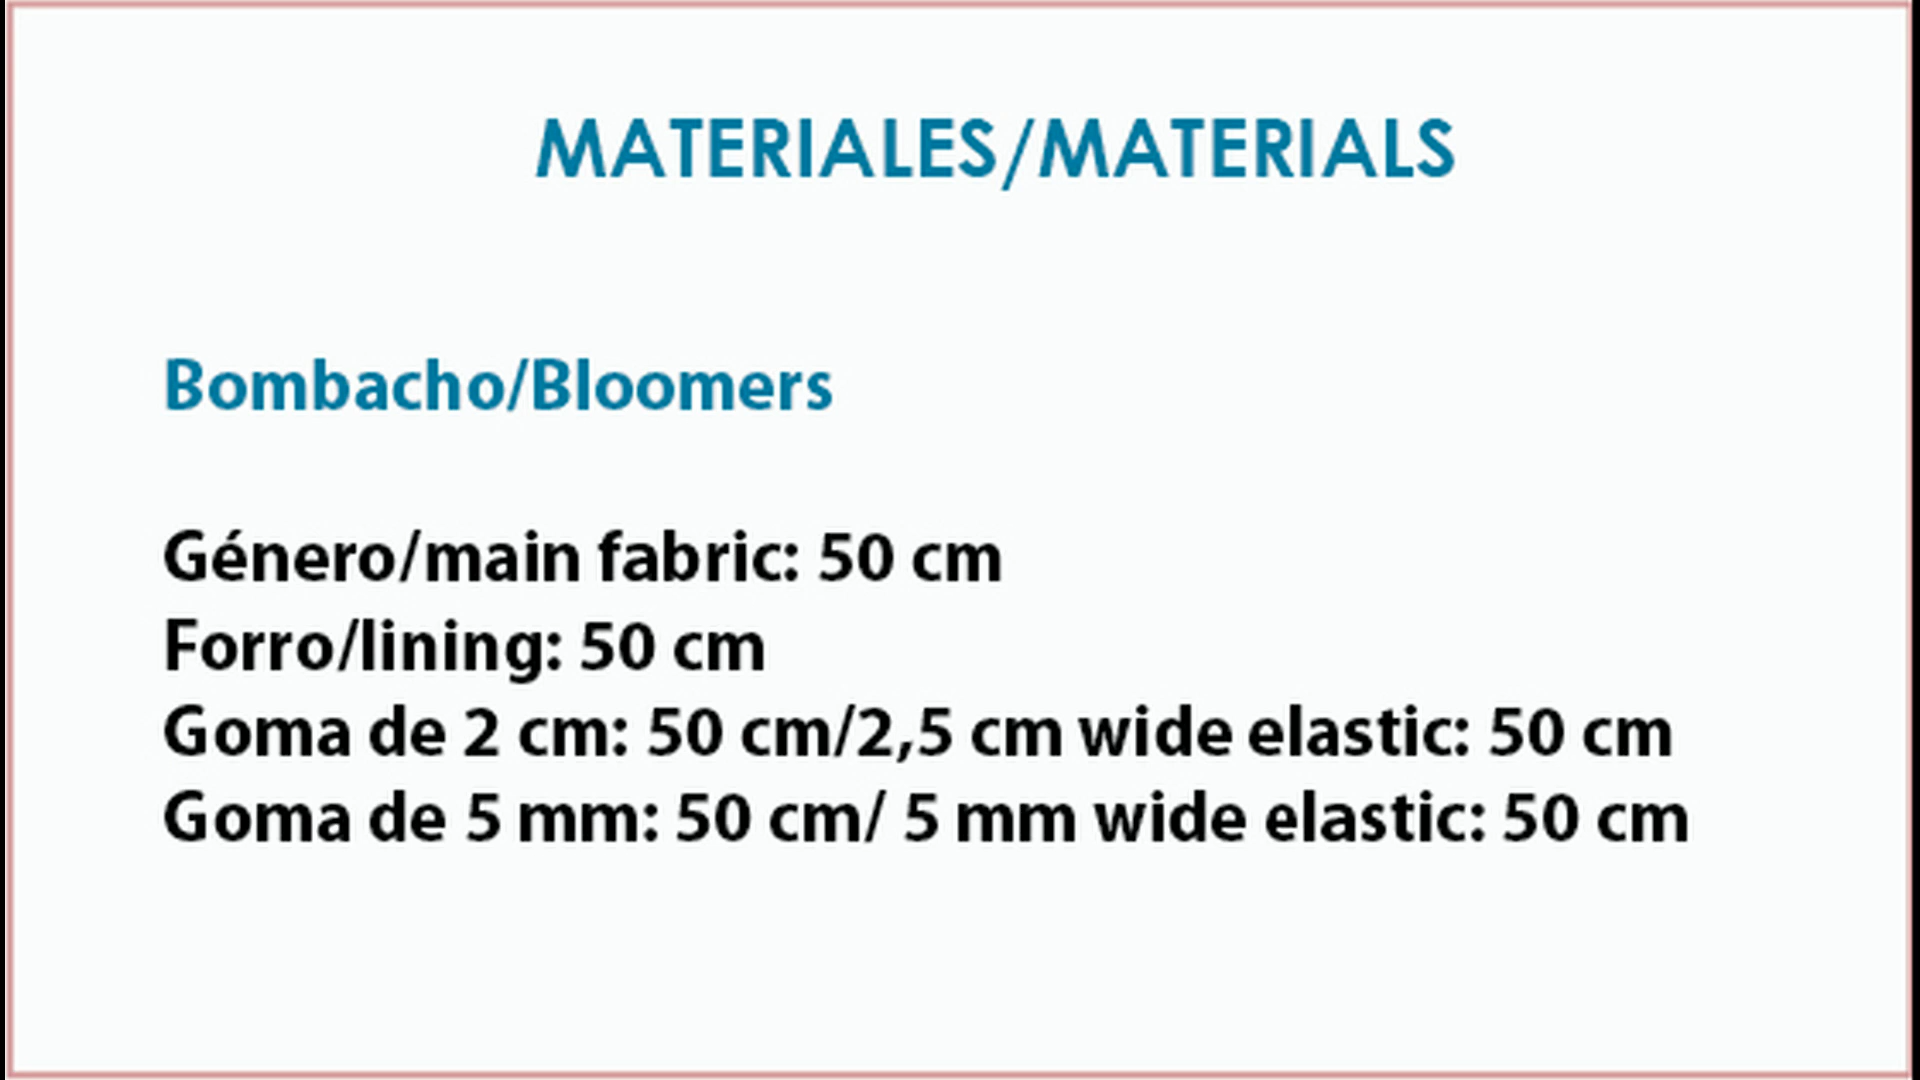 MATERIALES/MATERIALS
Bombacho/Bloomers
Género/main fabric: 50 cm
Forro/lining: 50 cm
Goma de 2 cm: 50 cm/2,5 cm wide elastic: 50 cm
Goma de 5 mm: 50 cm/ 5 mm wide elastic: 50 cm